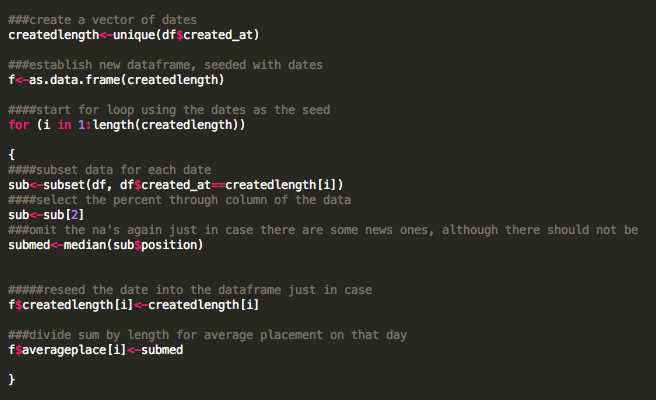 ###create a vector of dates
createdlength<-unique(df$created_at)
###establish new dataframe, seeded with dates
f<-as.data.frame(createdlength)
####start for loop using the dates as the seed
for (i in 1:length(createdlength))
{
####subset data for each date
sub<-subset(df, df$created_at==createdlength[i])
####select the percent through column of the data
sub<-sub[2]
###omit the na's again just in case there are some news ones, although there should not be
submed<-median(sub$position)
#####reseed the date into the dataframe just in case
f$createdlength[i]<-createdlength[i]
###divide sum by length for average placement on that day
f$averageplace[i]<-submed
}